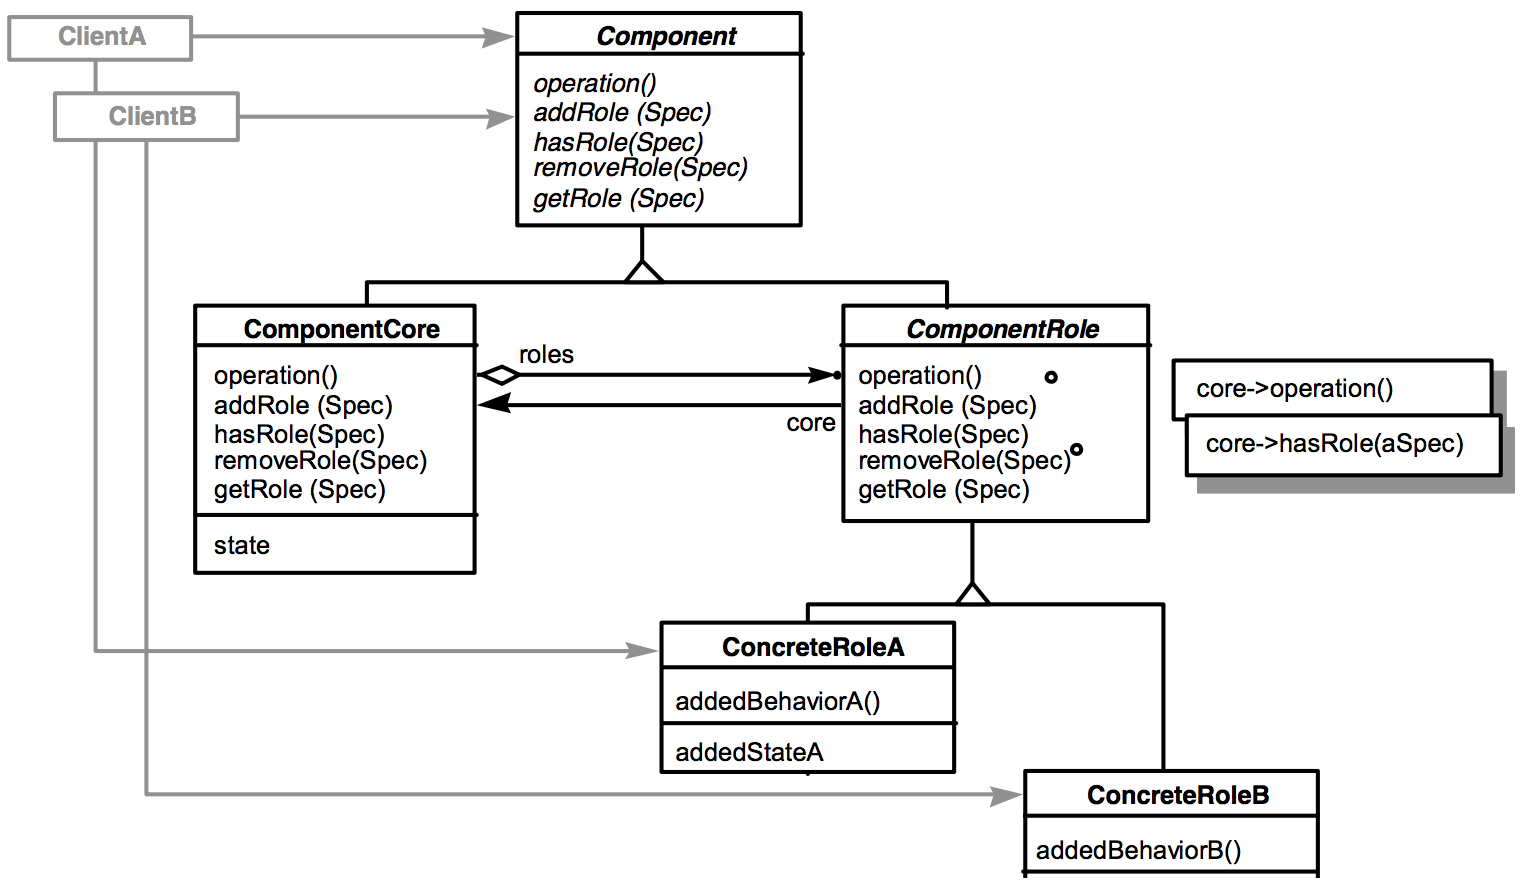 ClientA
Component
operation()
addRole (Spec)
hasRole(Spec)
removeRole(Spec)
getRole (Spec)
ClientB
ComponentCore
operation()
addRole (Spec)
hasRole(Spec)
removeRole(Spec)
getRole (Spec)
state
roles
core
ComponentRole
operation()
addRole (Spec)
hasRole(Spec)
removeRole(Spec)
getRole (Spec)
core->operation()
core->hasRole(aSpec)
ConcreteRoleA
addedBehaviorA()
addedStateA
ConcreteRoleB
addedBehaviorB()